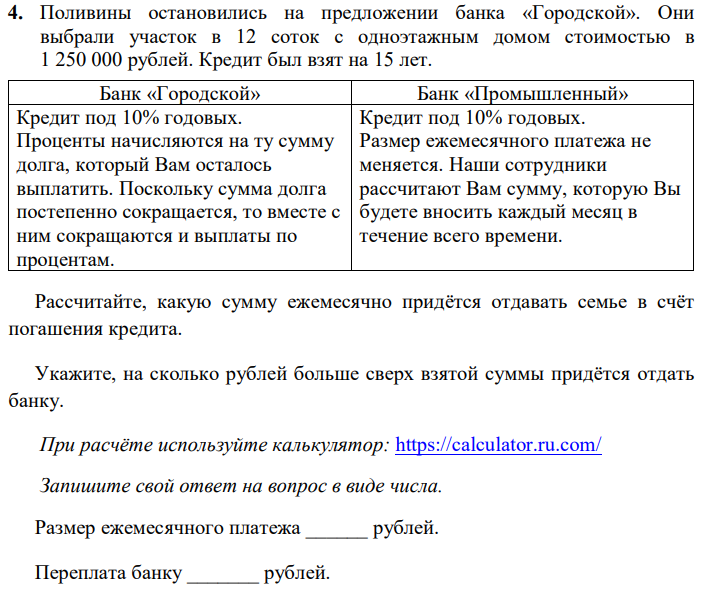 4. Поливины остановились на предложении банка «Городской». Они
выбрали участок в 12 соток с одноэтажным домом стоимостью в
1 250 000 рублей. Кредит был взят на 15 лет.
Банк «Городской»
Кредит под 10% годовых.
Проценты начисляются на ту сумму
долга, который Вам осталось
выплатить. Поскольку сумма долга
постепенно сокращается, то вместе с
ним сокращаются и выплаты по
процентам.
Банк «Промышленный»
Кредит под 10% годовых.
Размер ежемесячного платежа не
меняется. Наши сотрудники
рассчитают Вам сумму, которую Вы
будете вносить каждый месяц в
течение всего времени.
Рассчитайте, какую сумму ежемесячно придётся отдавать семье в счёт
погашения кредита.
Укажите, на сколько рублей больше сверх взятой суммы придётся отдать
банку.
При расчёте используйте калькулятор: https://calculator.ru.com/
Запишите свой ответ на вопрос в виде числа.
Размер ежемесячного платежа ______ рублей.
Переплата банку _______ рублей.